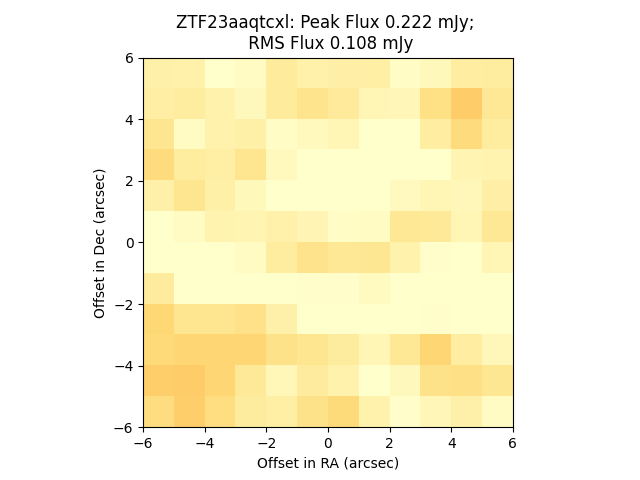 ZTF23aaqtcxl: Peak Flux 0.222 mJy;
RMS Flux 0.108 mJy
6
4
2
0
−2
−4
−6
Offset in Dec (arcsec)
−6 −4 −2 0 2 4 6
Offset in RA (arcsec)